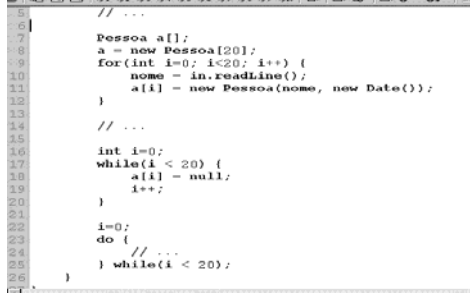 5 // ...
6
7 Pessoa a[];
8 a = new Pessoa[20];
9 for(int i=0; i<20; i++) {
10 nome = in.readLine();
11 a[i] = new Pessoa(nome, new Date());
12 }
13
14 // ...
15
16 int i=0;
17 while(i < 20) {
18 a[i] = null;
19 i++;
20 }
21
22 i=0;
23 do {
24 // ...
25 } while(i < 20);
26 }